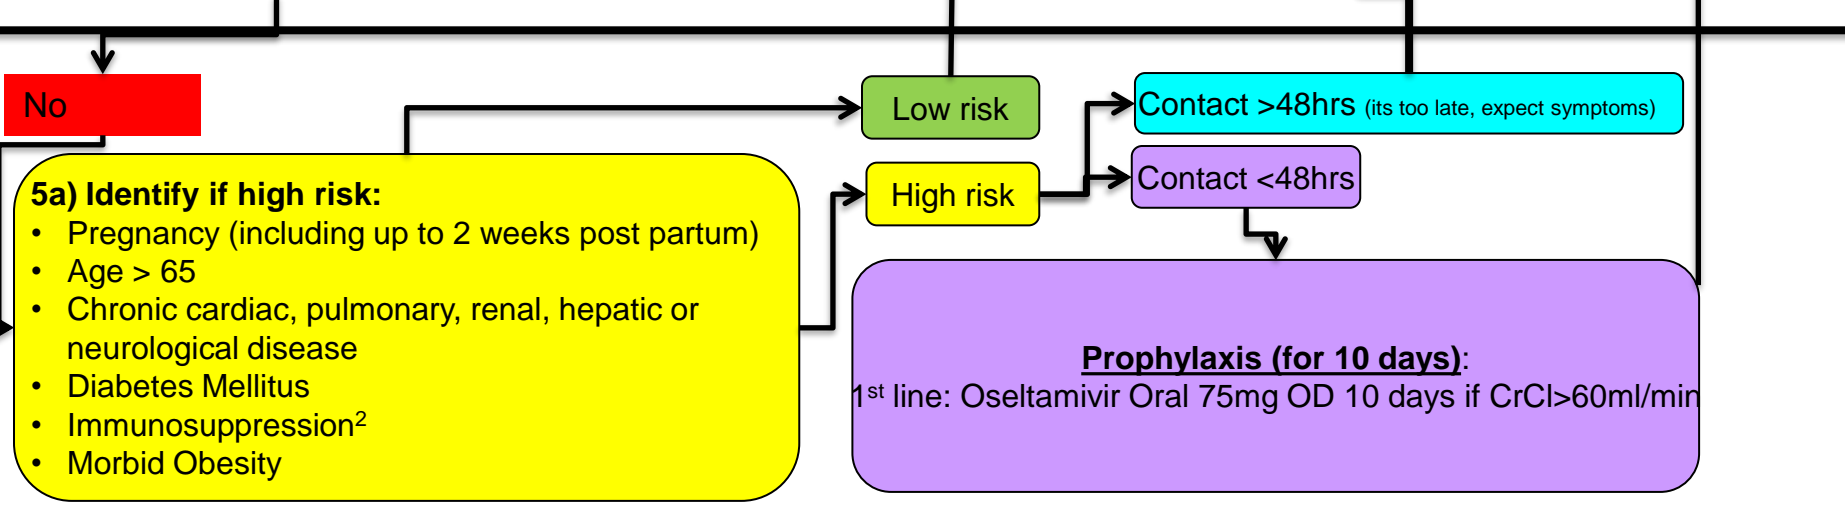 No
5a) Identify if high risk:
• Pregnancy (including up to 2 weeks post partum)
• Age > 65
• Chronic cardiac, pulmonary, renal, hepatic or
neurological disease
• Diabetes Mellitus
• Immunosuppression²
• Morbid Obesity
Low risk
High risk
Contact >48hrs (its too late, expect symptoms)
Contact <48hrs
Prophylaxis (for 10 days):
1st line: Oseltamivir Oral 75mg OD 10 days if CrCl>60ml/min